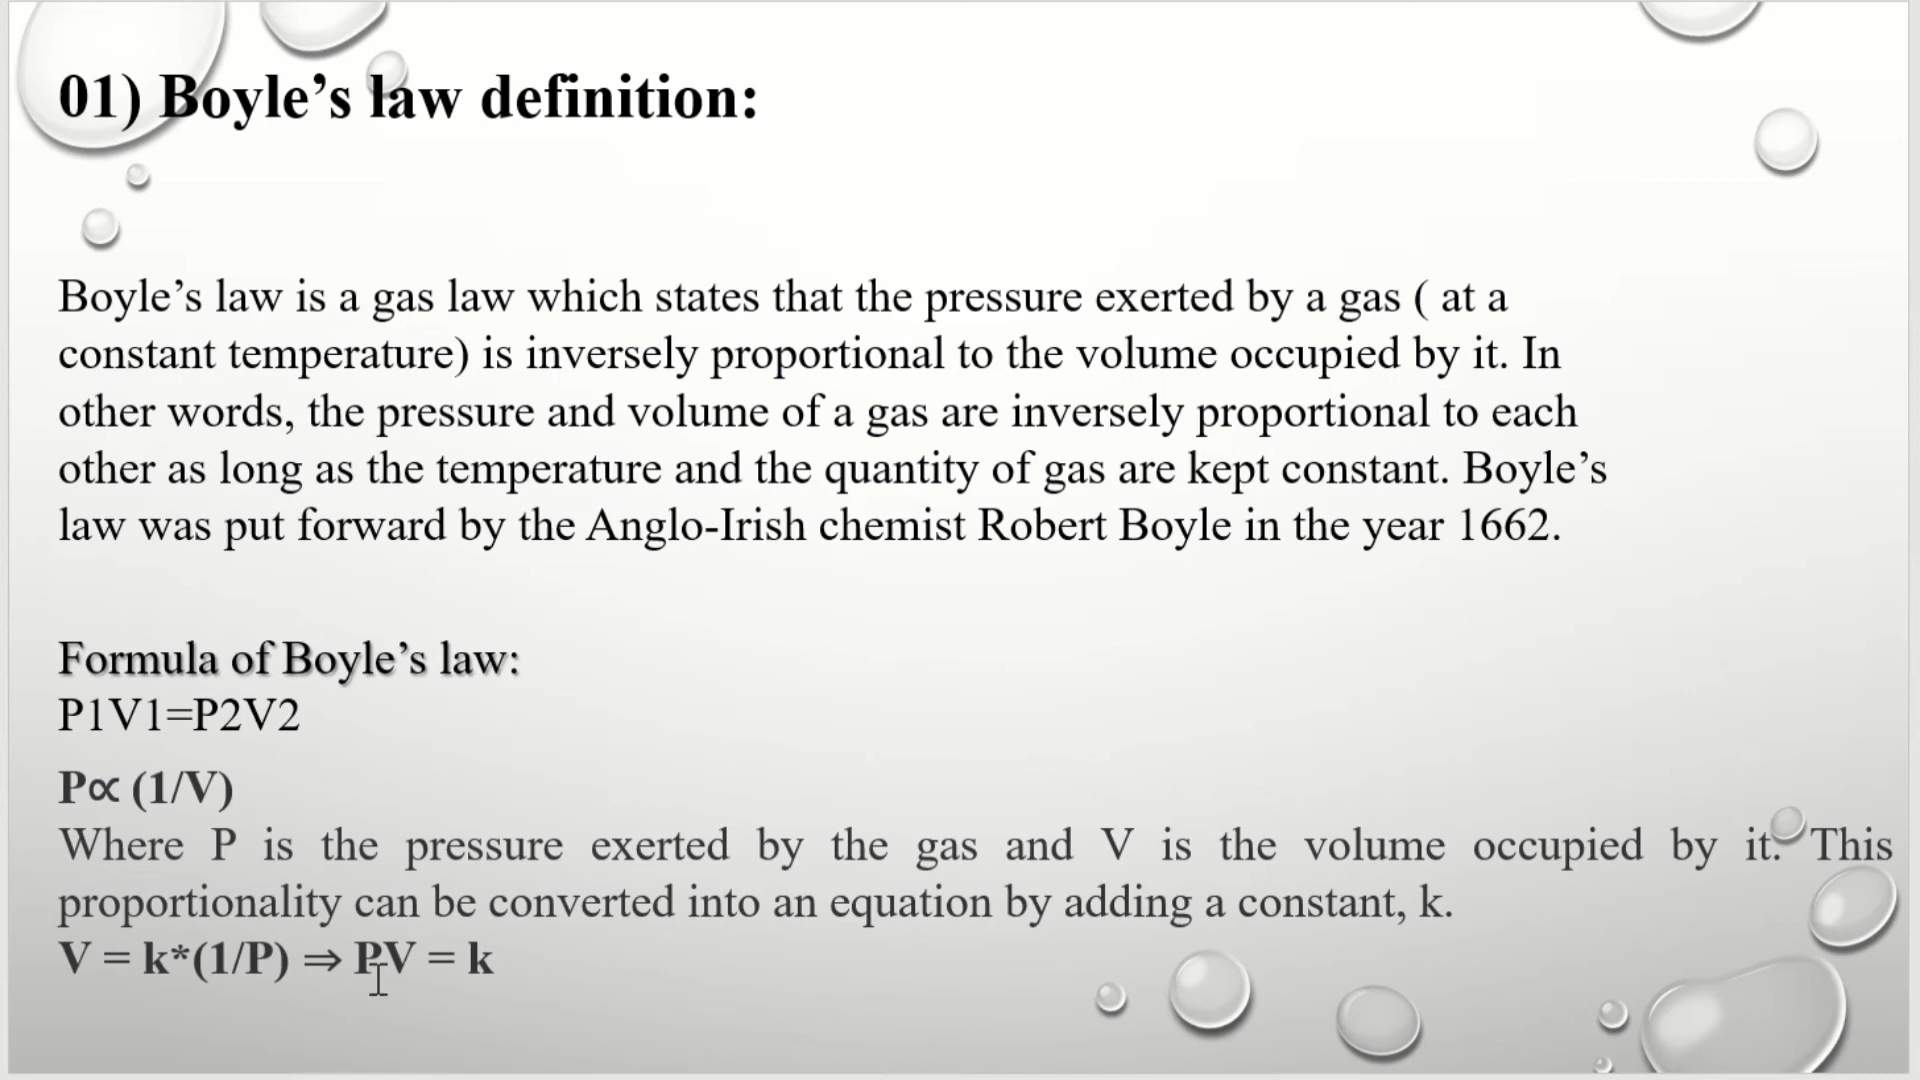 01) Boyle’s law definition:
Boyle’s law is a gas law which states that the pressure exerted by a gas ( at a
constant temperature) is inversely proportional to the volume occupied by it. In
other words, the pressure and volume of a gas are inversely proportional to each
other as long as the temperature and the quantity of gas are kept constant. Boyle’s
law was put forward by the Anglo-Irish chemist Robert Boyle in the year 1662.
Formula of Boyle’s law:
P1V1=P2V2
P∝ (1/V)
Where P is the pressure exerted by the gas and V is the volume occupied by it. This
proportionality can be converted into an equation by adding a constant, k.
V = k*(1/P) ⇒ PV = k